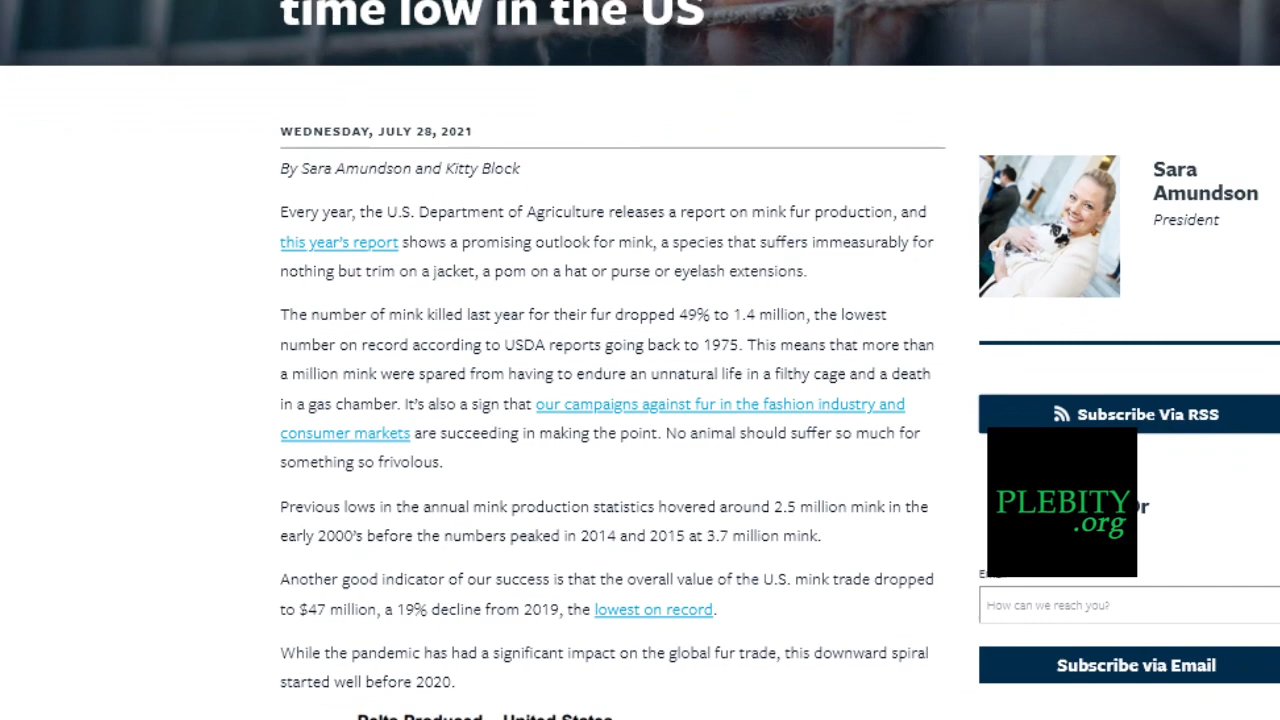 time low in the US
WEDNESDAY, JULY 28, 2021
By Sara Amundson and Kitty Block
Every year, the U.S. Department of Agriculture releases a report on mink fur production, and
this year's report shows a promising outlook for mink, a species that suffers immeasurably for
nothing but trim on a jacket, a pom on a hat or purse or eyelash extensions.
The number of mink killed last year for their fur dropped 49% to 1.4 million, the lowest
number on record according to USDA reports going back to 1975. This means that more than
a million mink were spared from having to endure an unnatural life in a filthy cage and a death
in a gas chamber. It's also a sign that our campaigns against fur in the fashion industry and
consumer markets are succeeding in making the point. No animal should suffer so much for
something so frivolous.
Previous lows in the annual mink production statistics hovered around 2.5 million mink in the
early 2000's before the numbers peaked in 2014 and 2015 at 3.7 million mink.
Another good indicator of our success is that the overall value of the U.S. mink trade dropped
to $47 million, a 19% decline from 2019, the lowest on record.
While the pandemic has had a significant impact on the global fur trade, this downward spiral
started well before 2020.
Pelts Produced – United States
Sara
Amundson
President
Subscribe Via RSS
PLEBITY
.org
How can we reach you?
Subscribe via Email